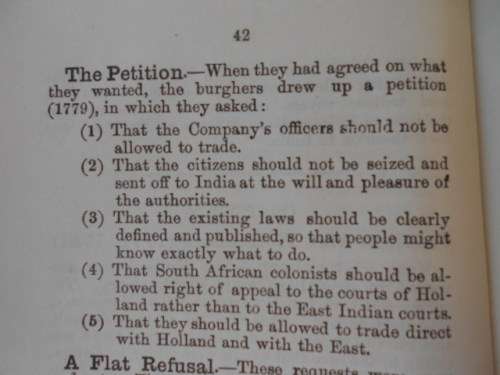 42
The Petition.—When they had agreed on what
they wanted, the burghers drew up a petition
(1779), in which they asked:
(1) That the Company's officers should not be
allowed to trade.
(2) That the citizens should not be seized and
sent off to India at the will and pleasure of
the authorities.
(3) That the existing laws should be clearly
defined and published, so that people might
know exactly what to do.
(4) That South African colonists should be al-
lowed right of appeal to the courts of Hol-
land rather than to the East Indian courts.
(5) That they should be allowed to trade direct
with Holland and with the East.
A Flat Refusal.—These requests